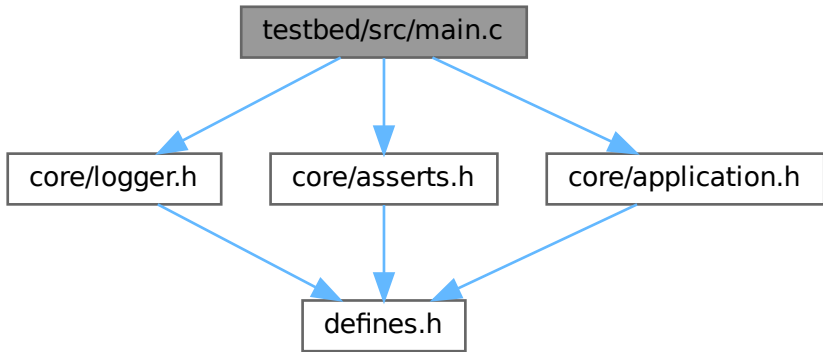 testbed/src/main.c
core/logger.h
core/asserts.h
core/application.h
defines.h